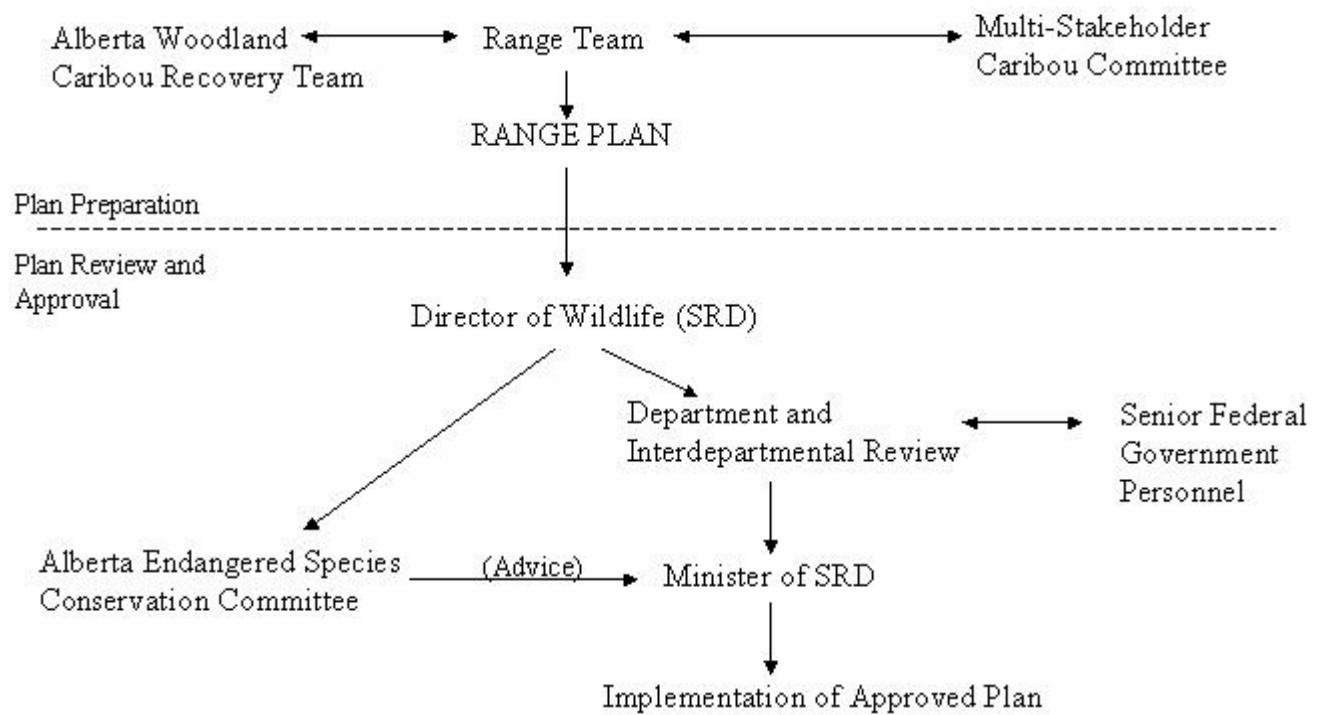 Alberta Woodland
Caribou Recovery Team
Range Team
Multi-Stakeholder
Caribou Committee
RANGE PLAN
Plan Preparation
Plan Review and
Approval
Director of Wildlife (SRD)
Department and
Interdepartmental Review
Senior Federal
Government
Personnel
Alberta Endangered Species
Conservation Committee
(Advice)
Minister of SRD
Implementation of Approved Plan